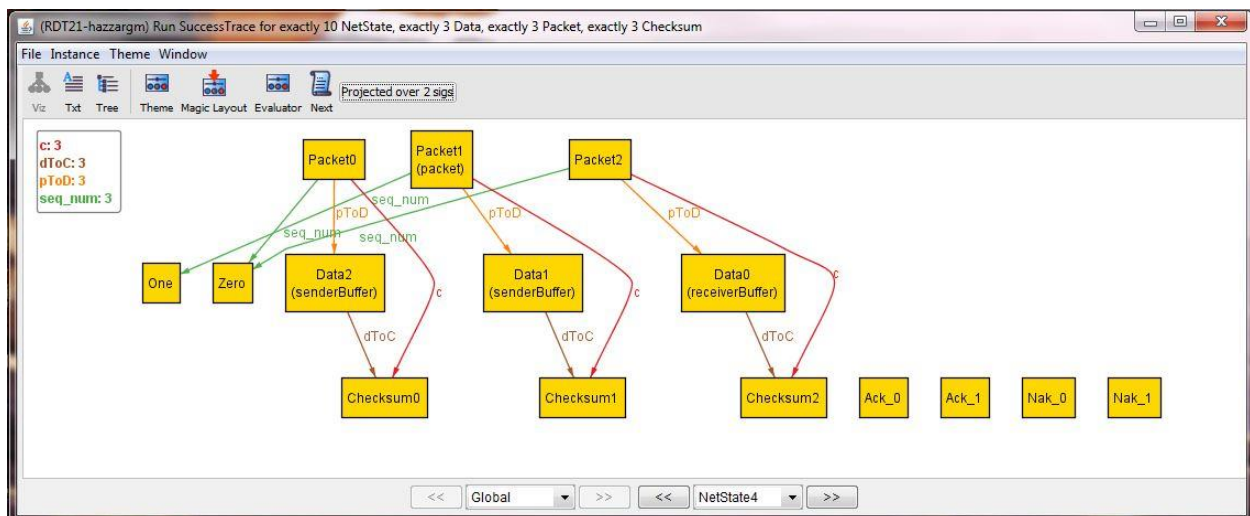 (RDT21-hazzargm) Run SuccessTrace for exactly 10 NetState, exactly 3 Data, exactly 3 Packet, exactly 3 Checksum
File Instance Theme Window
Viz Txt Tree Theme Magic Layout Evaluator Next Projected over 2 sigs
c: 3
dToC: 3
pToD: 3
seq_num: 3
Packet0
Packet1
(packet)
Packet2
seq_num
pToD
pToD
pToD
seq_num
seq_num
One
Zero
Data2
(senderBuffer)
Data1
(senderBuffer)
Data0
(receiverBuffer)
c
c
c
dToC
dToC
dToC
Checksum0
Checksum1
Checksum2
Ack_0
Ack_1
Nak_0
Nak_1
<< Global >> << NetState4 >>